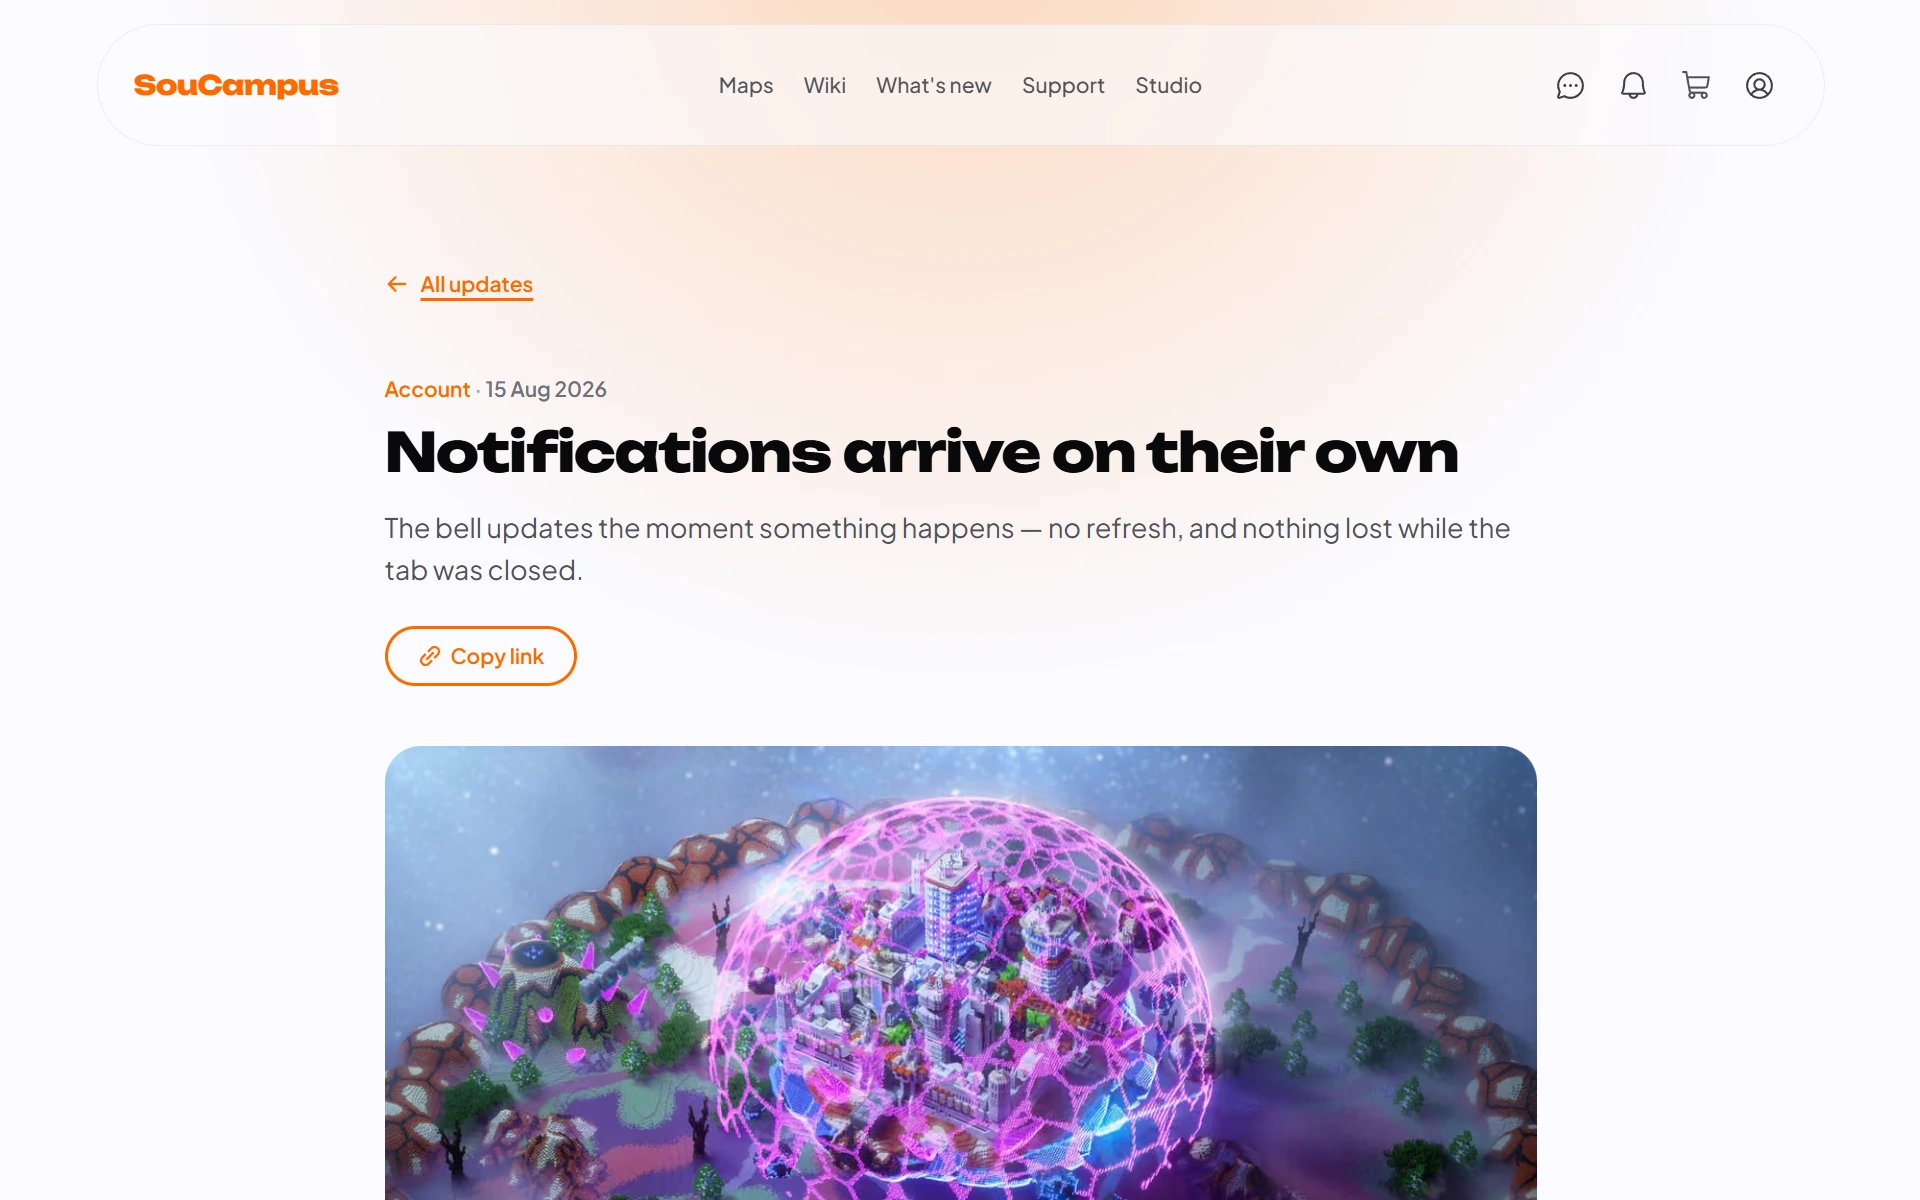 SouCampus
Maps Wiki What's new Support Studio
All updates
Account · 15 Aug 2026
Notifications arrive on their own
The bell updates the moment something happens — no refresh, and nothing lost while the
tab was closed.
Copy link